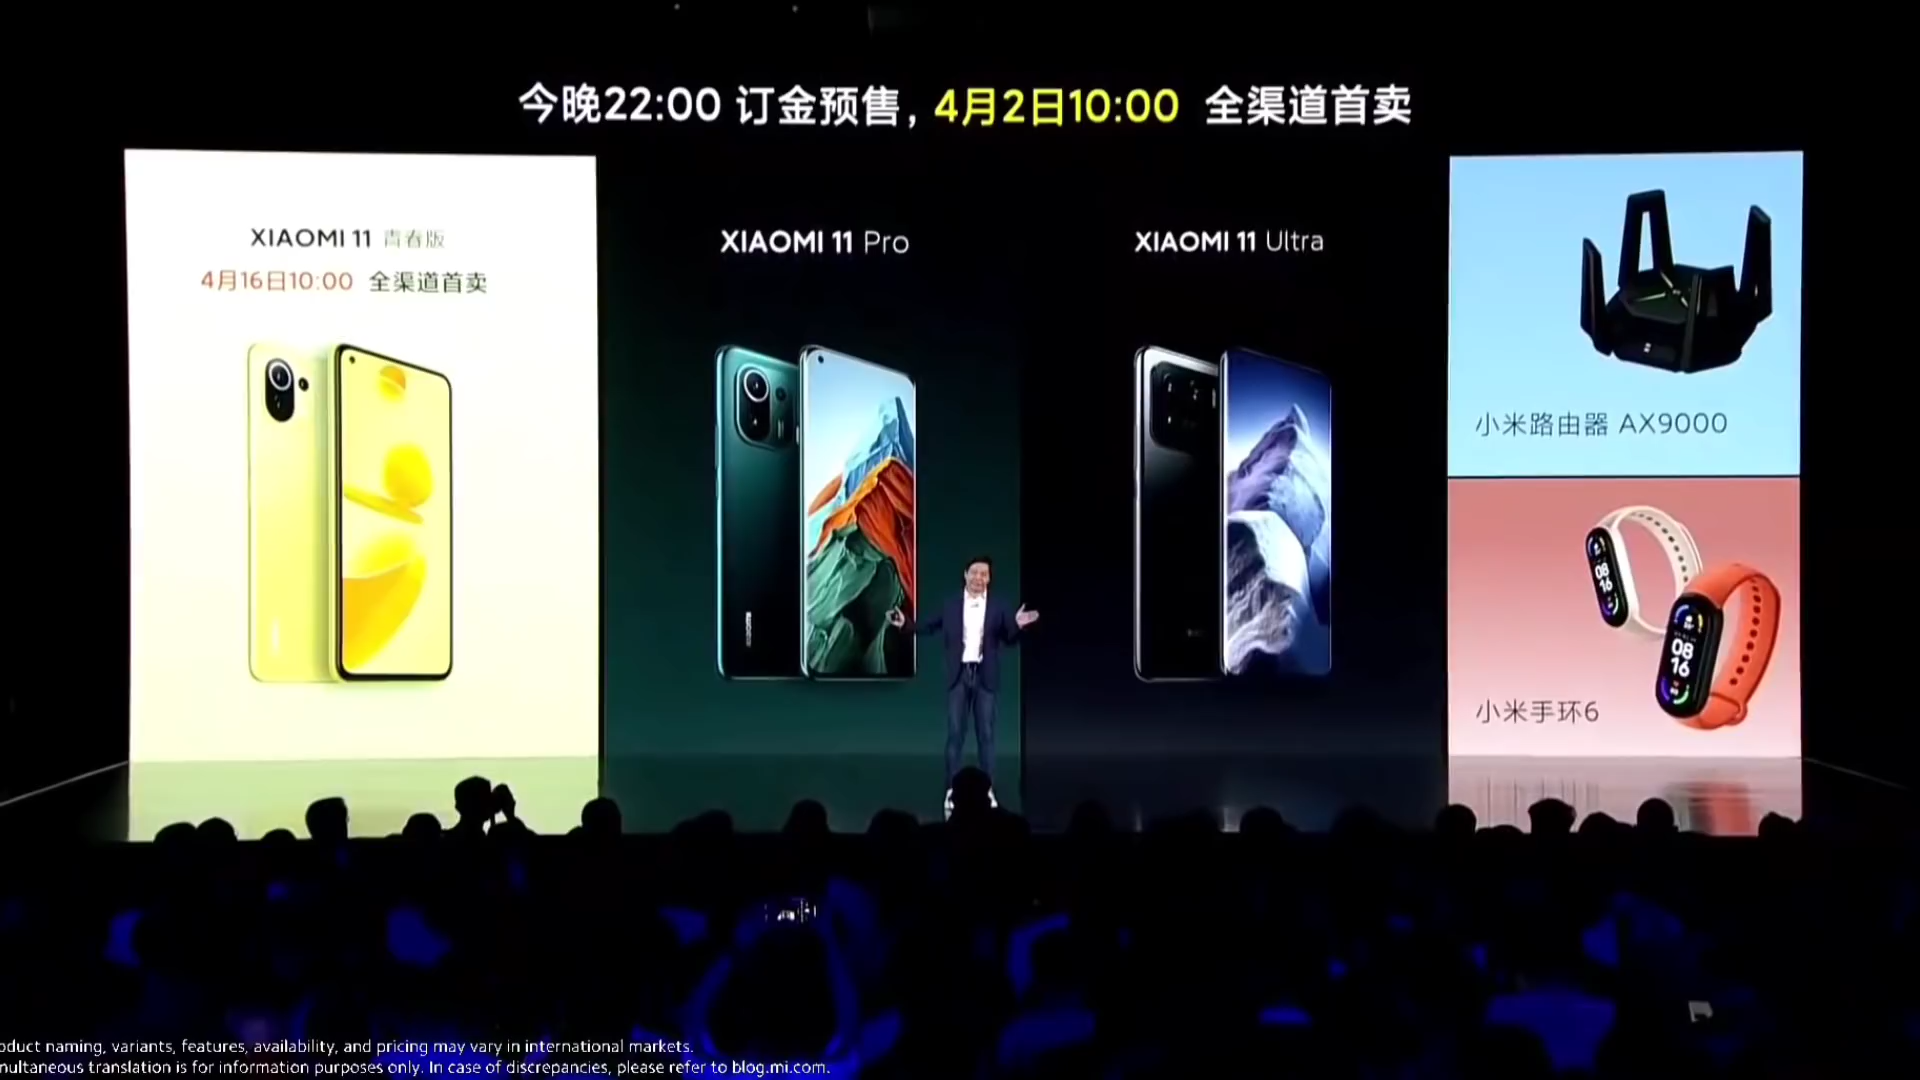 今晚22:00 订金预售，4月2日10:00 全渠道首卖
XIAOMI 11 青春版
4月16日10:00 全渠道首卖
XIAOMI 11 Pro
XIAOMI 11 Ultra
小米路由器 AX9000
08
16
08
16
小米手环6
oduct naming, variants, features, availability, and pricing may vary in international markets.
multaneous translation is for information purposes only. In case of discrepancies, please refer to blog.mi.com.